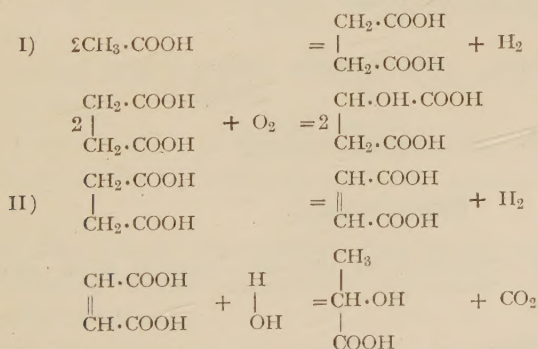 CH₂·COOH
I) 2CH₃·COOH = | + H₂
CH₂·COOH
CH₂·COOH CH·OH·COOH
2 | + O₂ = 2 |
CH₂·COOH CH₂·COOH
CH₂·COOH CH·COOH
II) | = || + H₂
CH₂·COOH CH·COOH
CH₃
CH·COOH H |
|| + | = CH·OH + CO₂
CH·COOH OH |
COOH